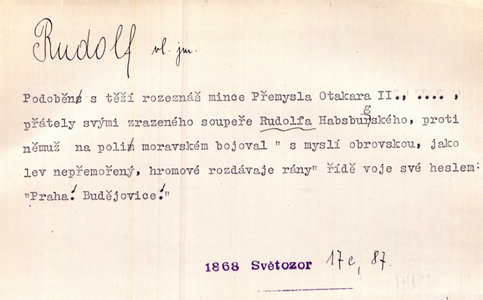 Rudolf vl. jm.
Podobně s těží rozeznáš mince Přemysla Otakara II., ...., 
přátely svými zrazeného soupeře Rudolfa Habsburského, proti
němuž na poli moravském bojoval "s myslí obrovskou, jako
lev nepřemořený, hromové rozdávaje rány" řídě voje své heslem:
"Praha! Budějovice!"
1868 Světozor 17c, 87.